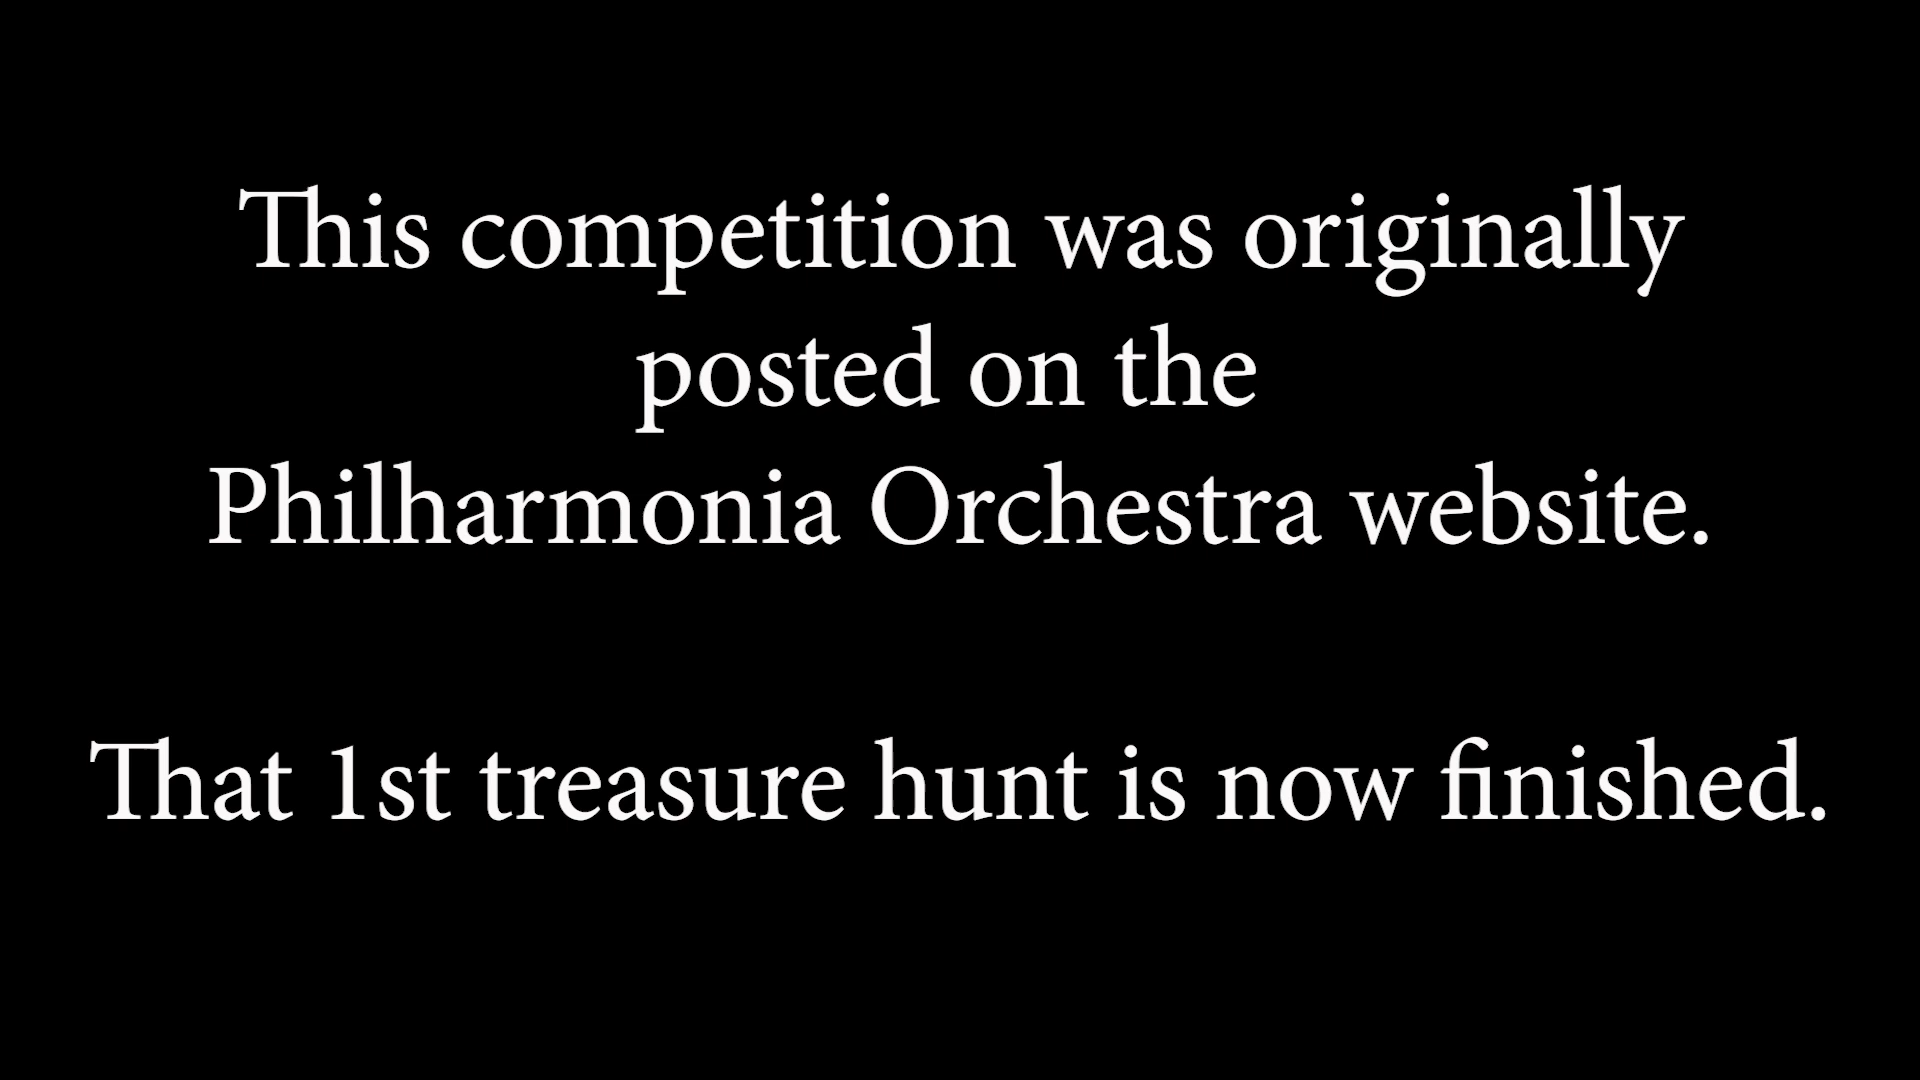 This competition was originally
posted on the
Philharmonia Orchestra website.
That 1st treasure hunt is now finished.